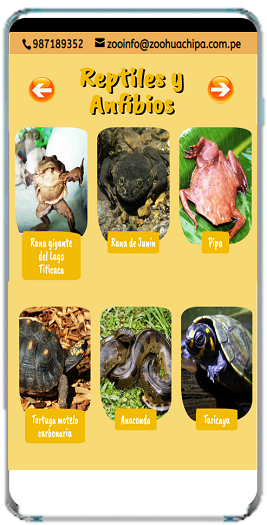 987189352 zooinfo@zoohuachipa.com.pe
Reptiles y
Anfibios
Rana gigante
del Lago
Titicaca
Rana de Junín
Pipa
Tortuga motelo
carbonaria
Anaconda
Taricaya